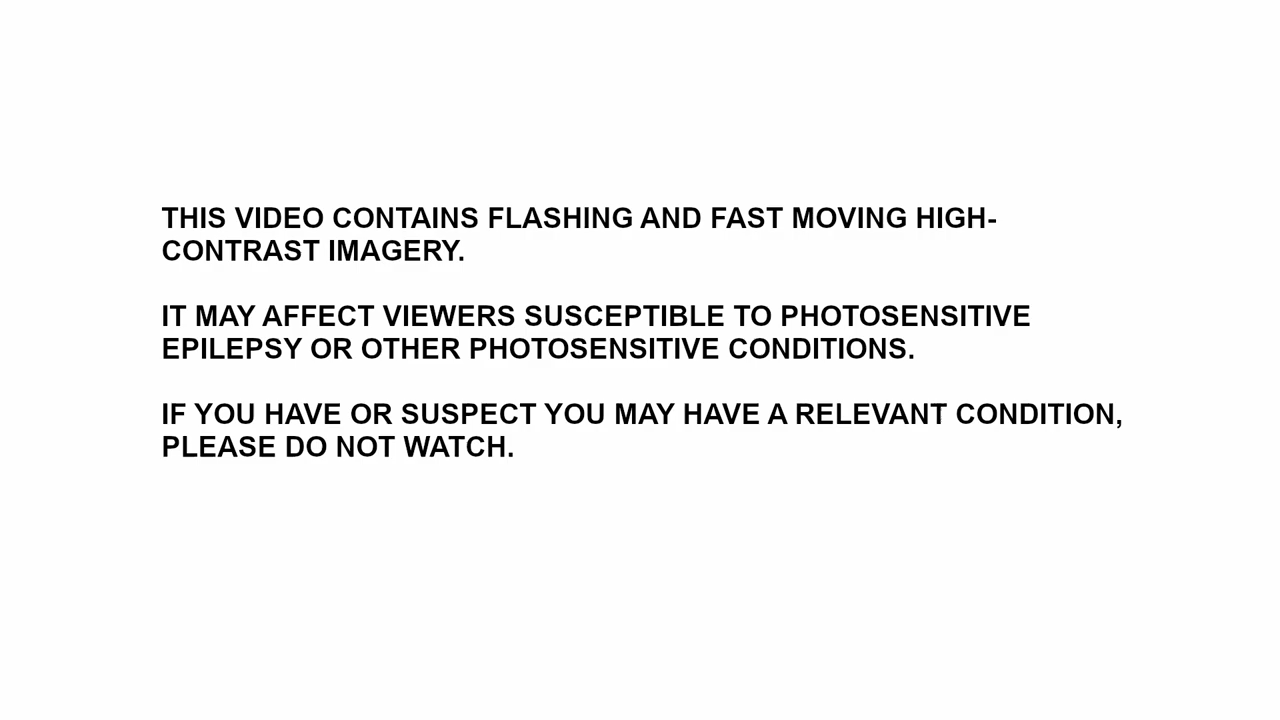 THIS VIDEO CONTAINS FLASHING AND FAST MOVING HIGH-
CONTRAST IMAGERY.
IT MAY AFFECT VIEWERS SUSCEPTIBLE TO PHOTOSENSITIVE
EPILEPSY OR OTHER PHOTOSENSITIVE CONDITIONS.
IF YOU HAVE OR SUSPECT YOU MAY HAVE A RELEVANT CONDITION,
PLEASE DO NOT WATCH.